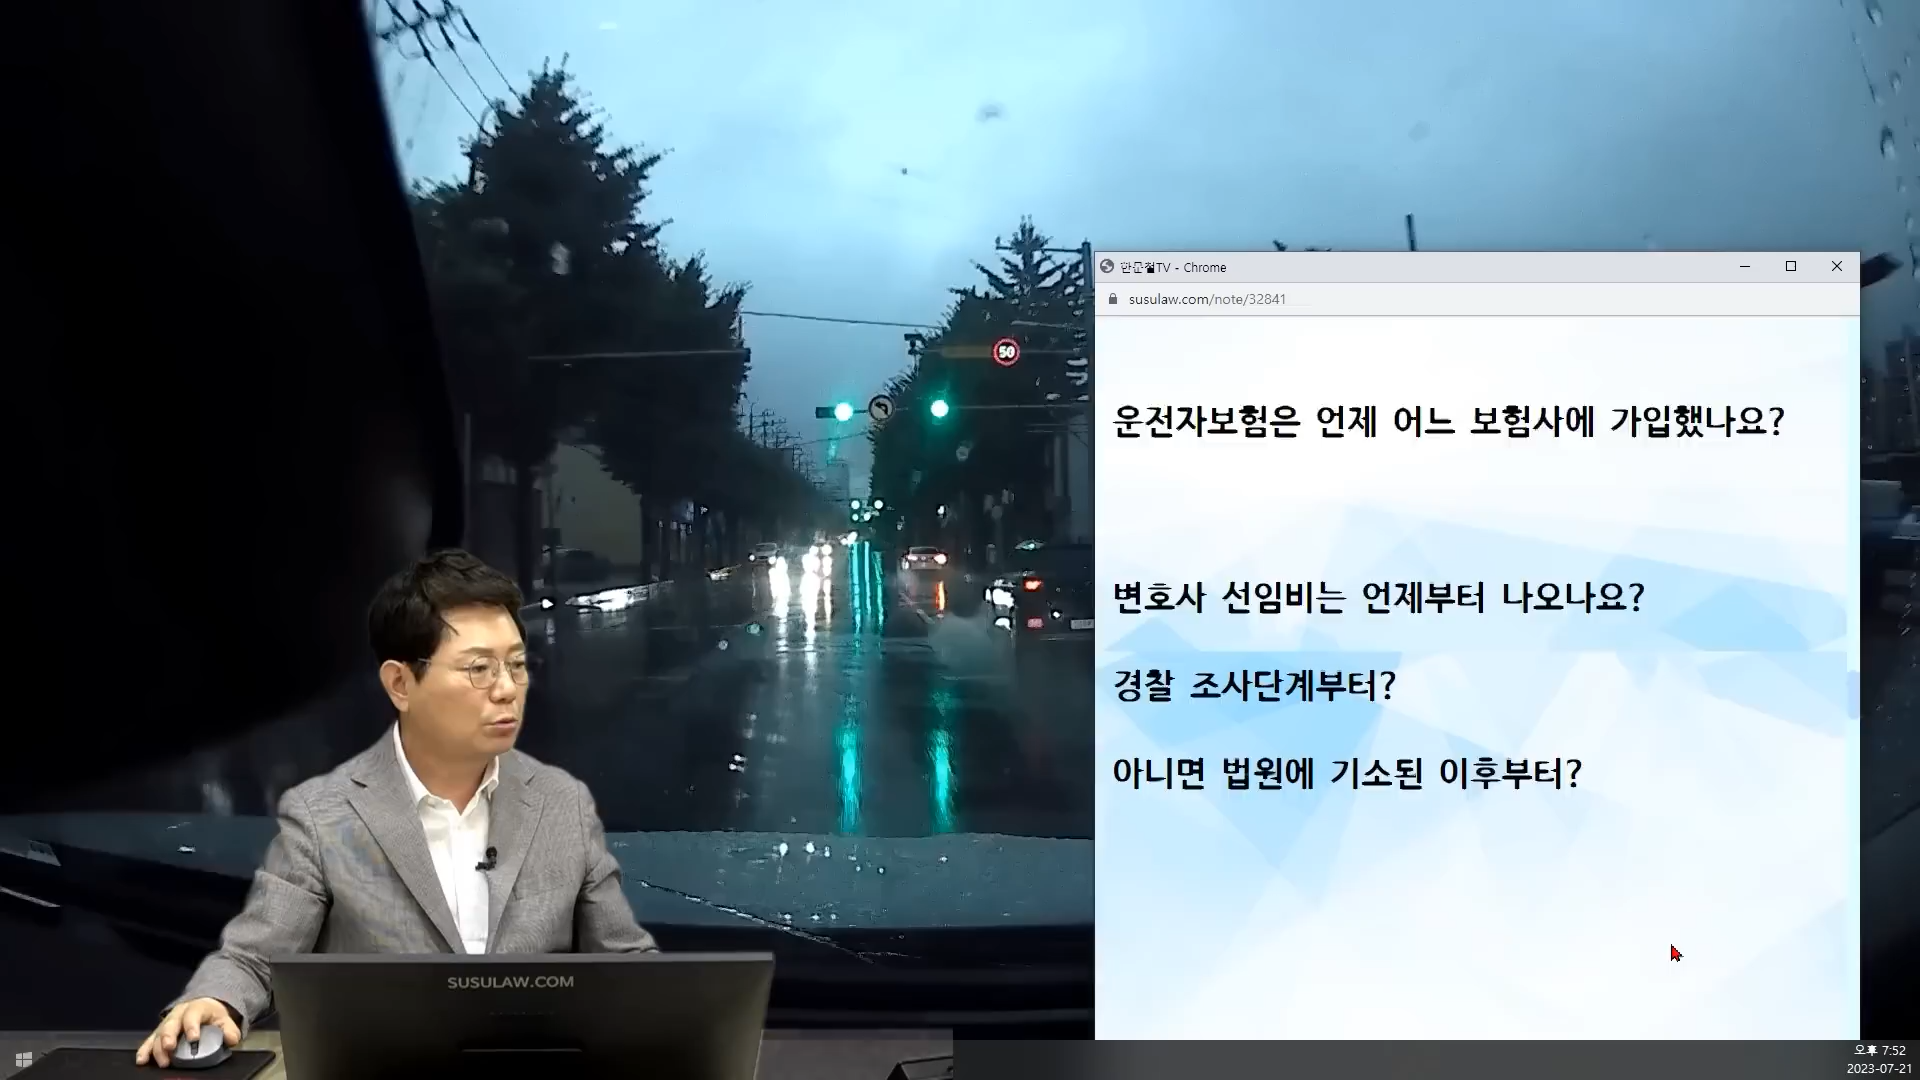 50
한문철TV - Chrome
susulaw.com/note/32841
운전자보험은 언제 어느 보험사에 가입했나요?
변호사 선임비는 언제부터 나오나요?
경찰 조사단계부터?
아니면 법원에 기소된 이후부터?
SUSULAW.COM
오후 7:52
2023-07-21